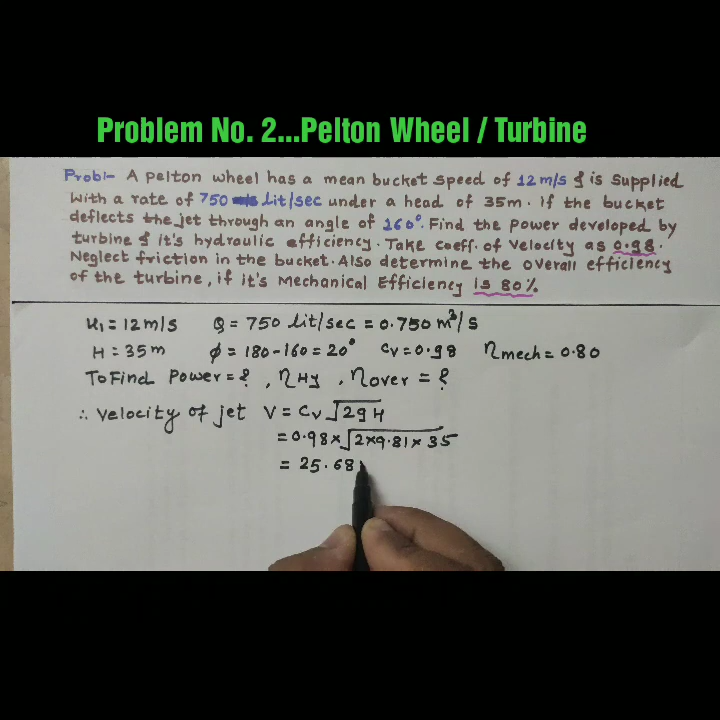 Problem No. 2...Pelton Wheel / Turbine
Probl- A pelton wheel has a mean bucket speed of 12 m/s & is supplied
with a rate of 750 lit/sec under a head of 35m. if the bucket
deflects the jet through an angle of 160°. Find the power developed by
turbine & it's hydraulic efficiency. Take coeff. of velocity as 0.98.
Neglect friction in the bucket. Also determine the overall efficiency
of the turbine, if it's Mechanical Efficiency is 80%.
u₁ = 12 m/s Q = 750 lit/sec = 0.750 m³/s
H = 35m ϕ = 180-160 = 20° Cv = 0.98 ηmech = 0.80
To Find Power = ?, ηHy, ηover = ?
∴ Velocity of jet V = Cv √2gH
= 0.98 × √2×9.81×35
= 25.68